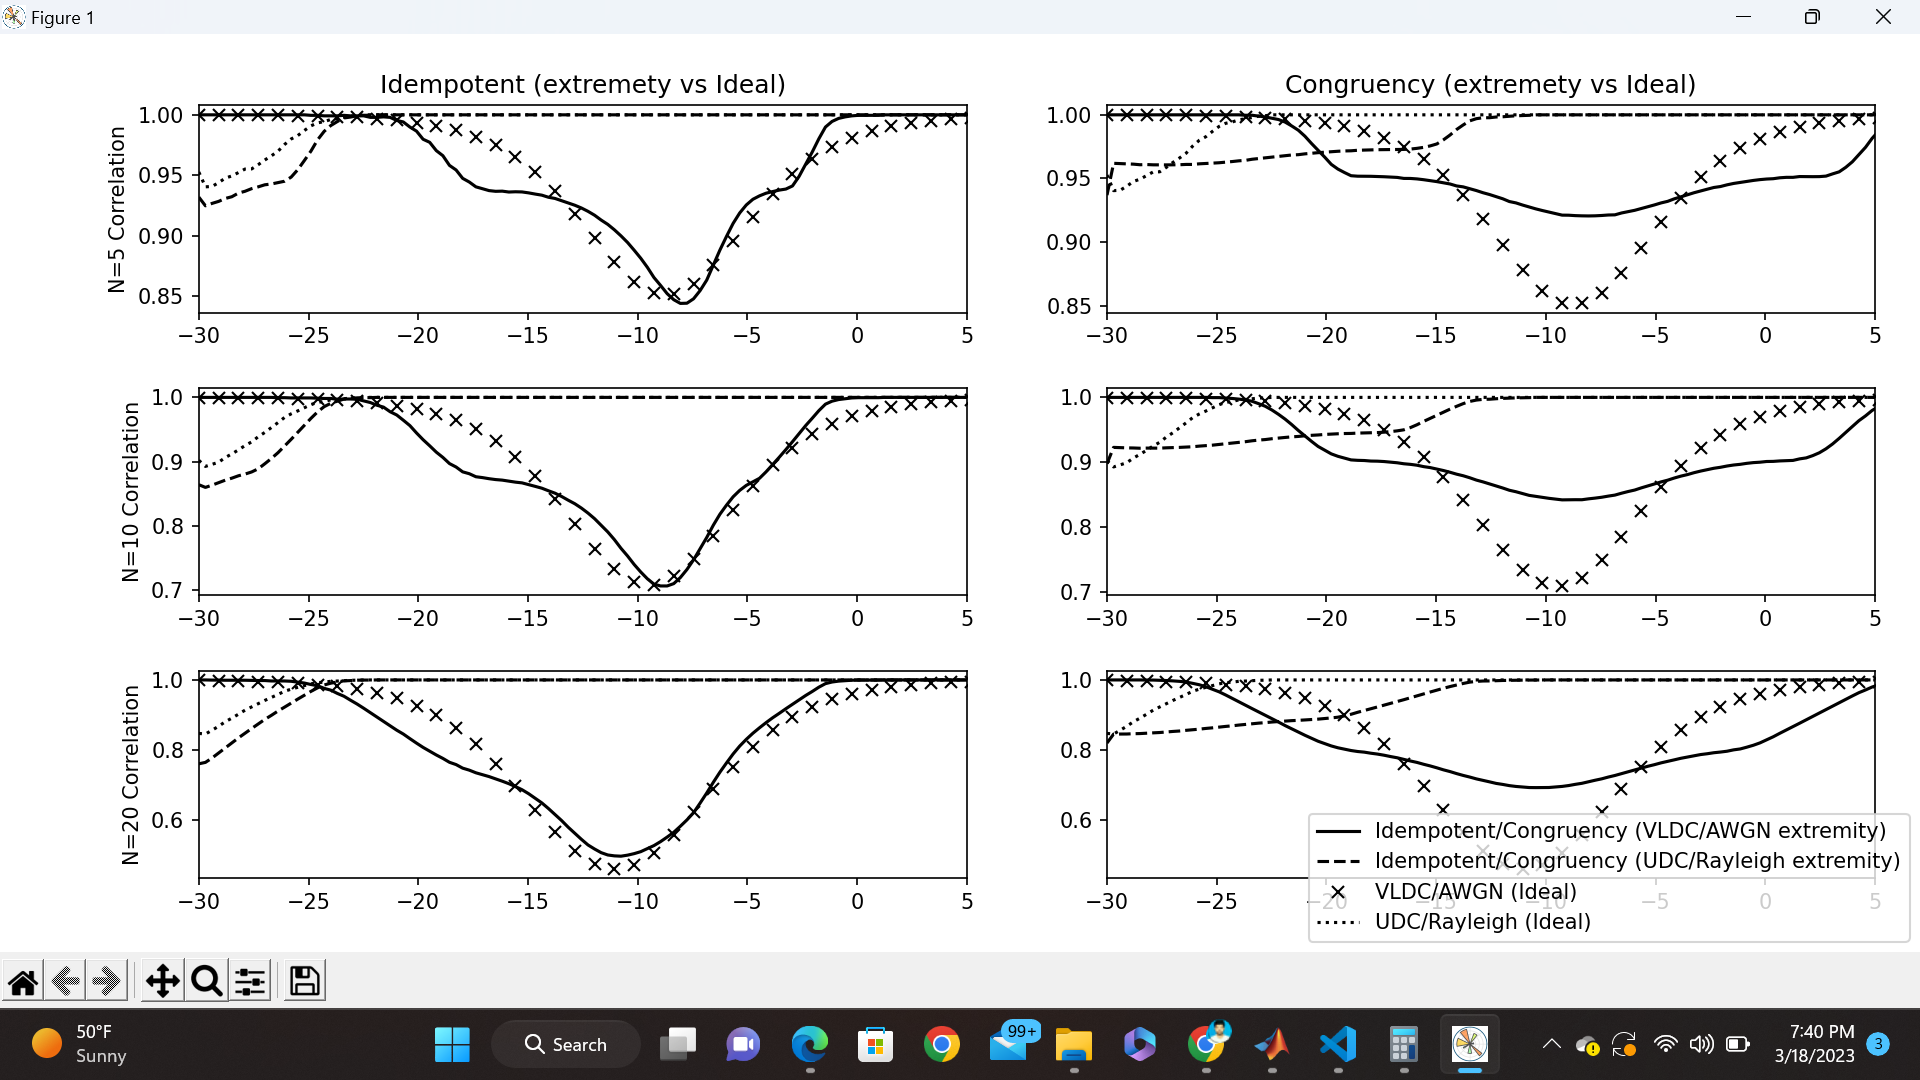 Figure 1
Idempotent (extremety vs Ideal)
Congruency (extremety vs Ideal)
N=5 Correlation
1.00
0.95
0.90
0.85
−30 −25 −20 −15 −10 −5 0 5
1.00
0.95
0.90
0.85
−30 −25 −20 −15 −10 −5 0 5
N=10 Correlation
1.0
0.9
0.8
0.7
−30 −25 −20 −15 −10 −5 0 5
1.0
0.9
0.8
0.7
−30 −25 −20 −15 −10 −5 0 5
N=20 Correlation
1.0
0.8
0.6
−30 −25 −20 −15 −10 −5 0 5
1.0
0.8
0.6
−30 −25 −20 −15 −10 −5 0 5
Idempotent/Congruency (VLDC/AWGN extremity)
Idempotent/Congruency (UDC/Rayleigh extremity)
VLDC/AWGN (Ideal)
UDC/Rayleigh (Ideal)
50°F
Sunny
Search
99+
7:40 PM
3/18/2023
3